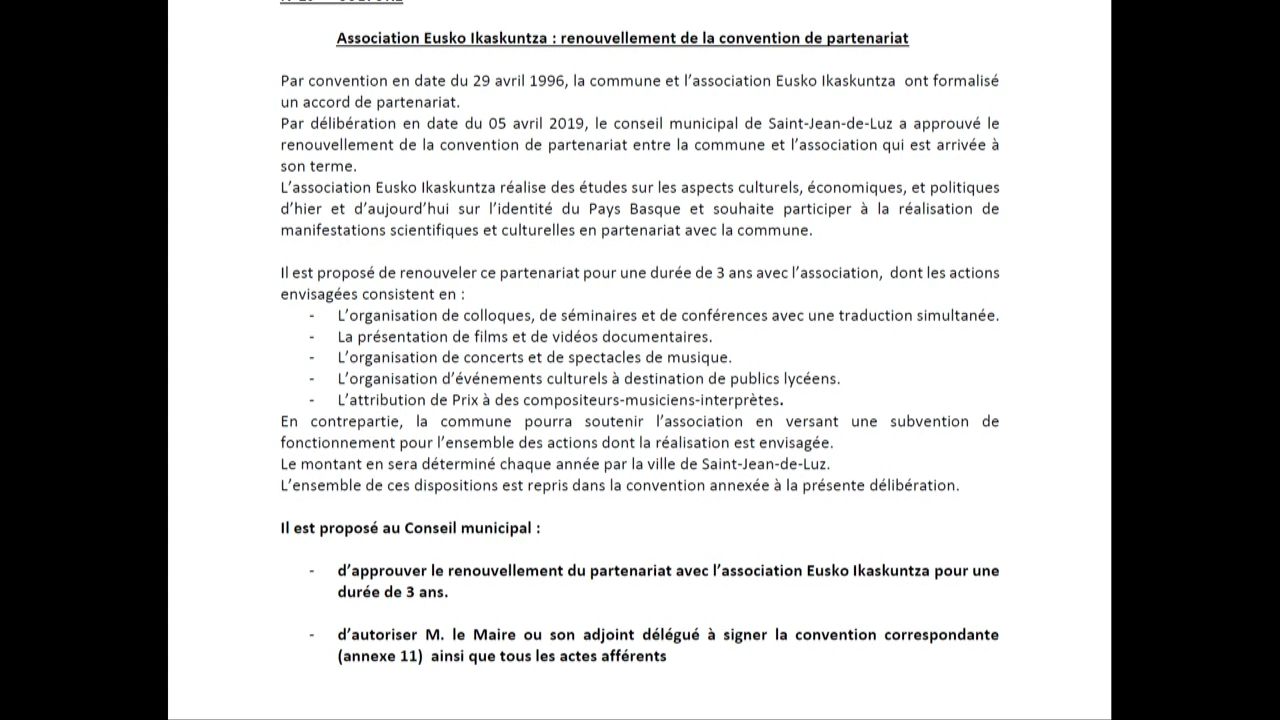 Association Eusko Ikaskuntza : renouvellement de la convention de partenariat
Par convention en date du 29 avril 1996, la commune et l’association Eusko Ikaskuntza  ont formalisé
un accord de partenariat.
Par délibération en date du 05 avril 2019, le conseil municipal de Saint-Jean-de-Luz a approuvé le
renouvellement de la convention de partenariat entre la commune et l’association qui est arrivée à
son terme.
L’association Eusko Ikaskuntza réalise des études sur les aspects culturels, économiques, et politiques
d’hier et d’aujourd’hui sur l’identité du Pays Basque et souhaite participer à la réalisation de
manifestations scientifiques et culturelles en partenariat avec la commune.
Il est proposé de renouveler ce partenariat pour une durée de 3 ans avec l’association,  dont les actions
envisagées consistent en :
- L’organisation de colloques, de séminaires et de conférences avec une traduction simultanée.
- La présentation de films et de vidéos documentaires.
- L’organisation de concerts et de spectacles de musique.
- L’organisation d’événements culturels à destination de publics lycéens.
- L’attribution de Prix à des compositeurs-musiciens-interprètes.
En contrepartie, la commune pourra soutenir l’association en versant une subvention de
fonctionnement pour l’ensemble des actions dont la réalisation est envisagée.
Le montant en sera déterminé chaque année par la ville de Saint-Jean-de-Luz.
L’ensemble de ces dispositions est repris dans la convention annexée à la présente délibération.
Il est proposé au Conseil municipal :
- d’approuver le renouvellement du partenariat avec l’association Eusko Ikaskuntza pour une
durée de 3 ans.
- d’autoriser M. le Maire ou son adjoint délégué à signer la convention correspondante
(annexe 11)  ainsi que tous les actes afférents